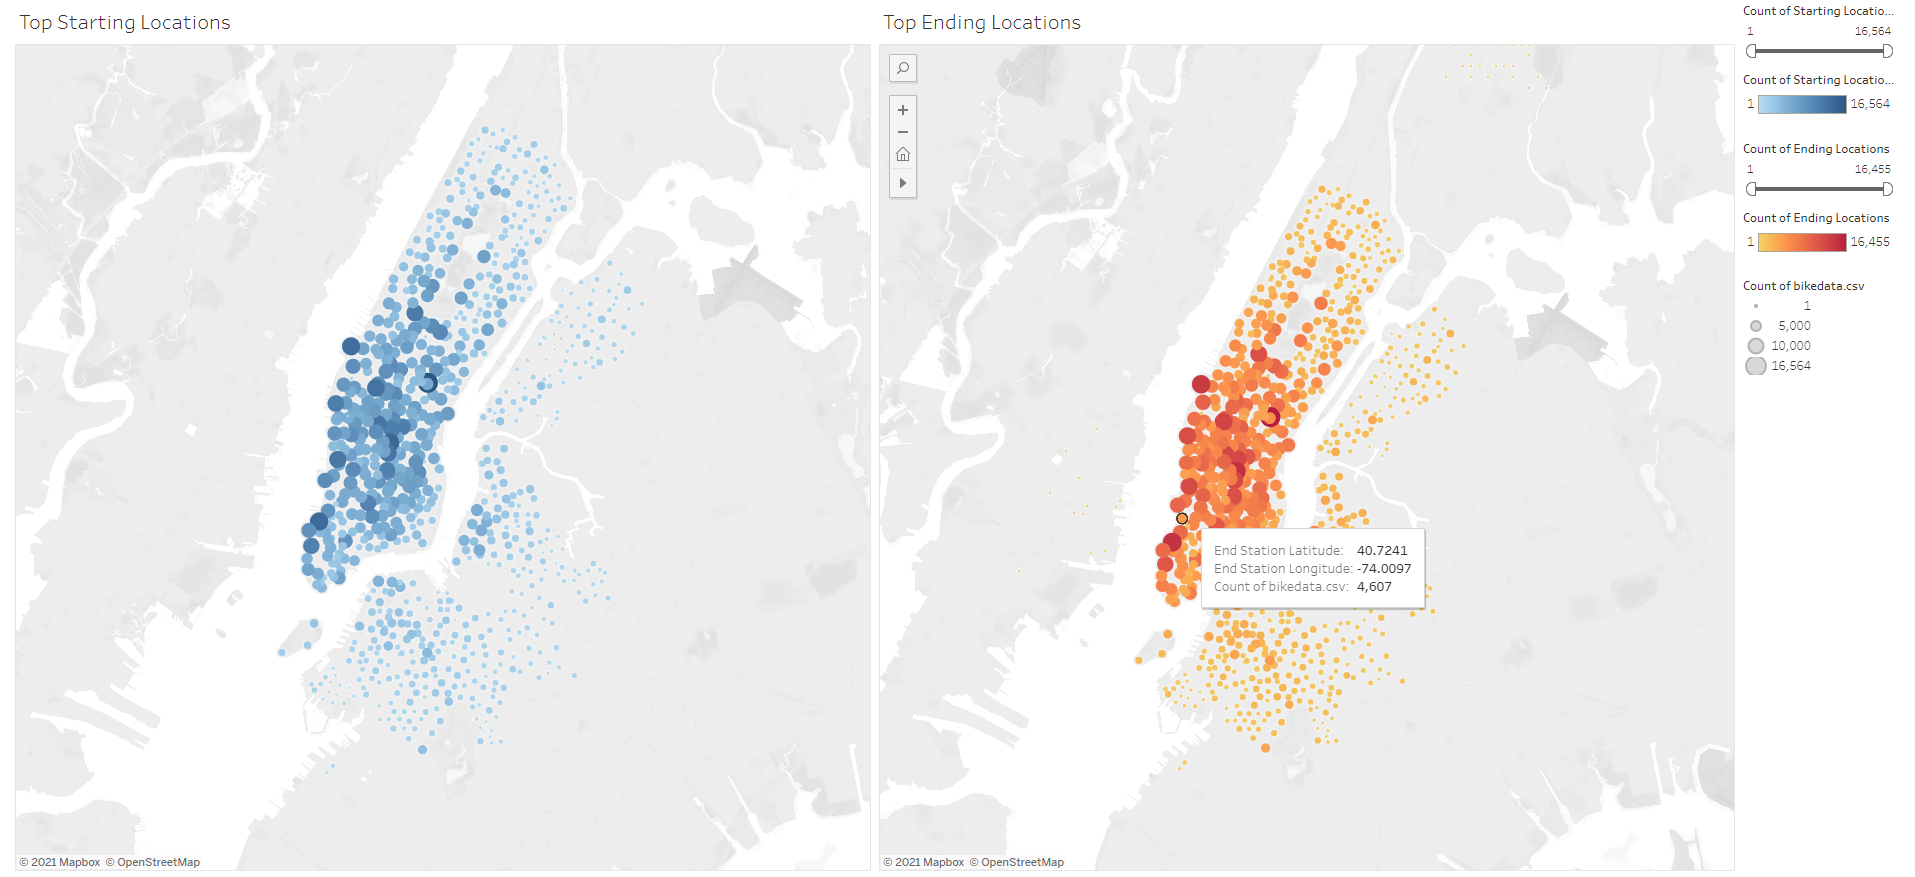 Top Starting Locations
© 2021 Mapbox © OpenStreetMap
Top Ending Locations
End Station Latitude: 40.7241
End Station Longitude: -74.0097
Count of bikedata.csv: 4,607
© 2021 Mapbox © OpenStreetMap
Count of Starting Locatio...
1 16,564
Count of Starting Locatio...
1 16,564
Count of Ending Locations
1 16,455
Count of Ending Locations
1 16,455
Count of bikedata.csv
1
5,000
10,000
16,564